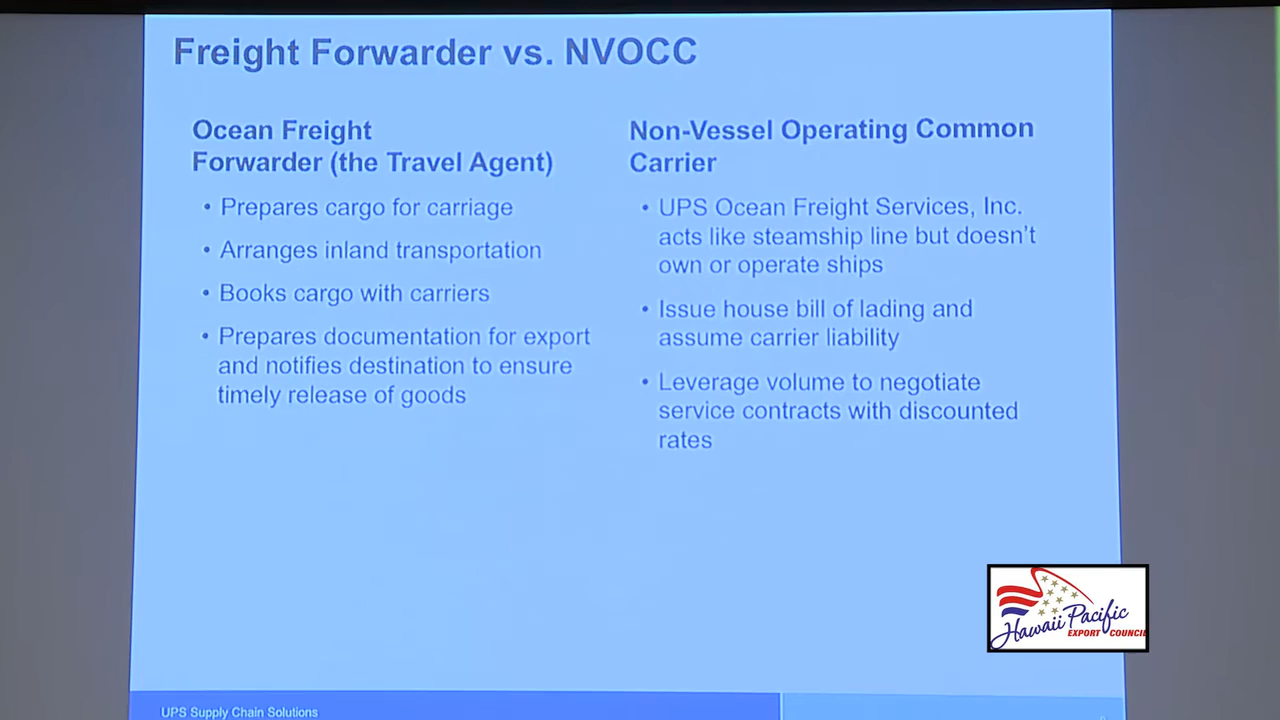 Freight Forwarder vs. NVOCC
Ocean Freight
Forwarder (the Travel Agent)
• Prepares cargo for carriage
• Arranges inland transportation
• Books cargo with carriers
• Prepares documentation for export
and notifies destination to ensure
timely release of goods
Non-Vessel Operating Common
Carrier
• UPS Ocean Freight Services, Inc.
acts like steamship line but doesn't
own or operate ships
• Issue house bill of lading and
assume carrier liability
• Leverage volume to negotiate
service contracts with discounted
rates
Hawaii Pacific
EXPORT COUNCIL
UPS Supply Chain Solutions